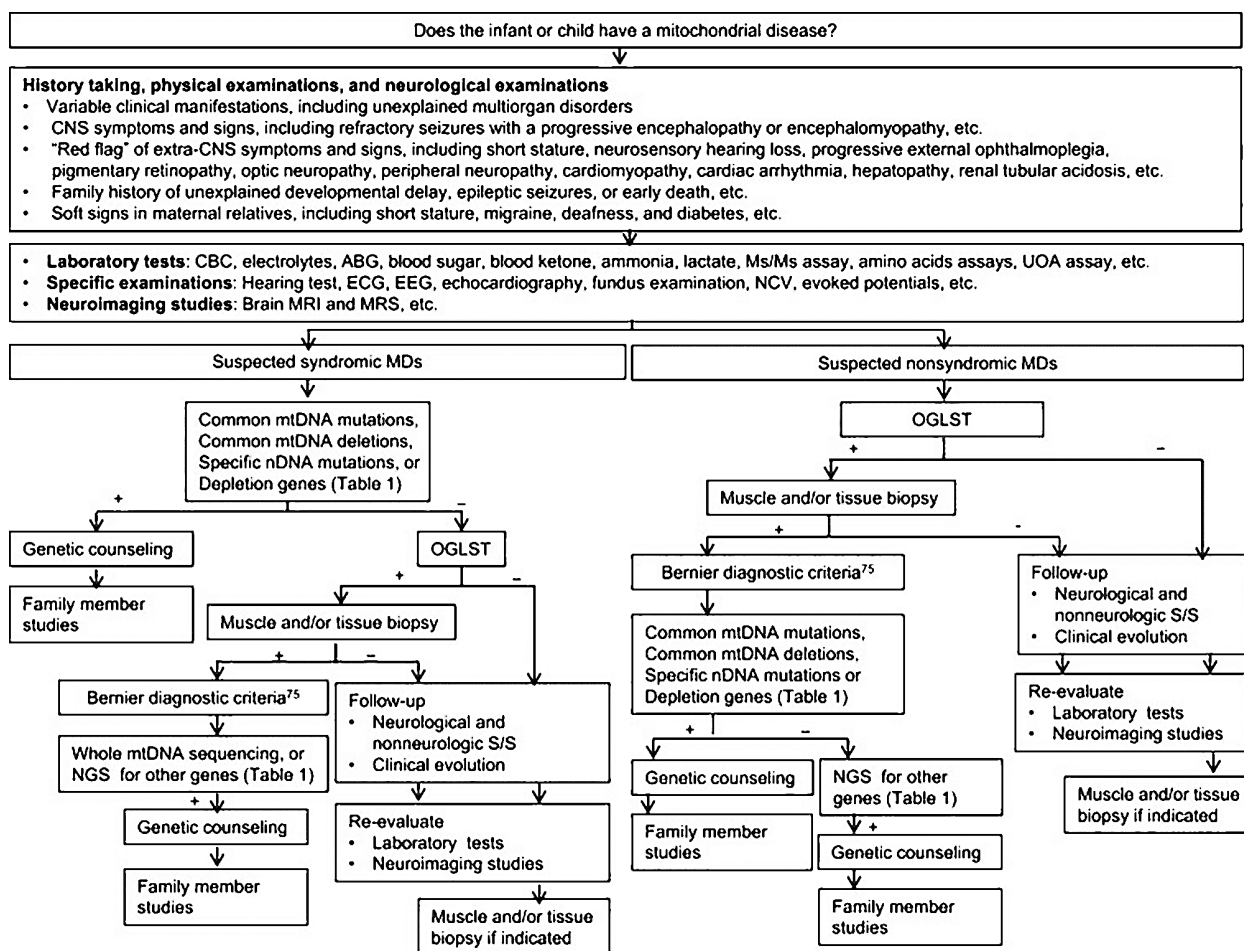 Does the infant or child have a mitochondrial disease?
History taking, physical examinations, and neurological examinations
• Variable clinical manifestations, including unexplained multiorgan disorders
• CNS symptoms and signs, including refractory seizures with a progressive encephalopathy or encephalomyopathy, etc.
• "Red flag" of extra-CNS symptoms and signs, including short stature, neurosensory hearing loss, progressive external ophthalmoplegia,
pigmentary retinopathy, optic neuropathy, peripheral neuropathy, cardiomyopathy, cardiac arrhythmia, hepatopathy, renal tubular acidosis, etc.
• Family history of unexplained developmental delay, epileptic seizures, or early death, etc.
• Soft signs in maternal relatives, including short stature, migraine, deafness, and diabetes, etc.
• Laboratory tests: CBC, electrolytes, ABG, blood sugar, blood ketone, ammonia, lactate, Ms/Ms assay, amino acids assays, UOA assay, etc.
• Specific examinations: Hearing test, ECG, EEG, echocardiography, fundus examination, NCV, evoked potentials, etc.
• Neuroimaging studies: Brain MRI and MRS, etc.
Suspected syndromic MDs
Common mtDNA mutations,
Common mtDNA deletions,
Specific nDNA mutations, or
Depletion genes (Table 1)
+
–
Genetic counseling
Family member
studies
OGLST
+
–
Muscle and/or tissue biopsy
+
–
Bernier diagnostic criteria75
Whole mtDNA sequencing, or
NGS for other genes (Table 1)
+
Genetic counseling
Family member
studies
Follow-up
• Neurological and
nonneurologic S/S
• Clinical evolution
Re-evaluate
• Laboratory tests
• Neuroimaging studies
Muscle and/or tissue
biopsy if indicated
Suspected nonsyndromic MDs
OGLST
+
–
Muscle and/or tissue biopsy
+
-
Bernier diagnostic criteria75
Common mtDNA mutations,
Common mtDNA deletions,
Specific nDNA mutations or
Depletion genes (Table 1)
+
–
Genetic counseling
Family member
studies
NGS for other
genes (Table 1)
+
Genetic counseling
Family member
studies
Follow-up
• Neurological and
nonneurologic S/S
• Clinical evolution
Re-evaluate
• Laboratory tests
• Neuroimaging studies
Muscle and/or tissue
biopsy if indicated